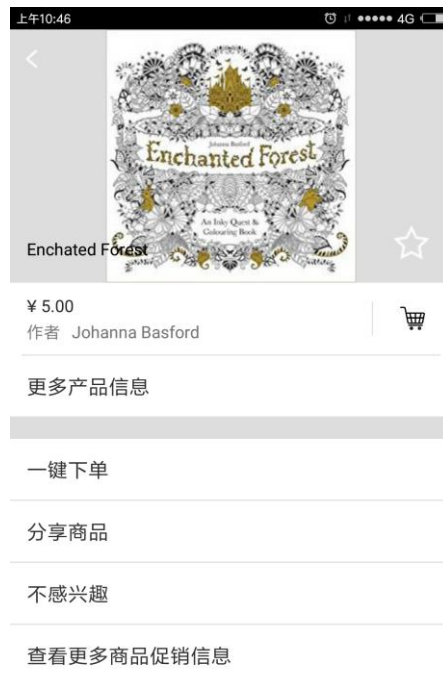 上午10:46
4G
Johanna Basford
Enchanted Forest
An Inky Quest &
Colouring Book
Enchated Forest
¥ 5.00
作者 Johanna Basford
更多产品信息
一键下单
分享商品
不感兴趣
查看更多商品促销信息